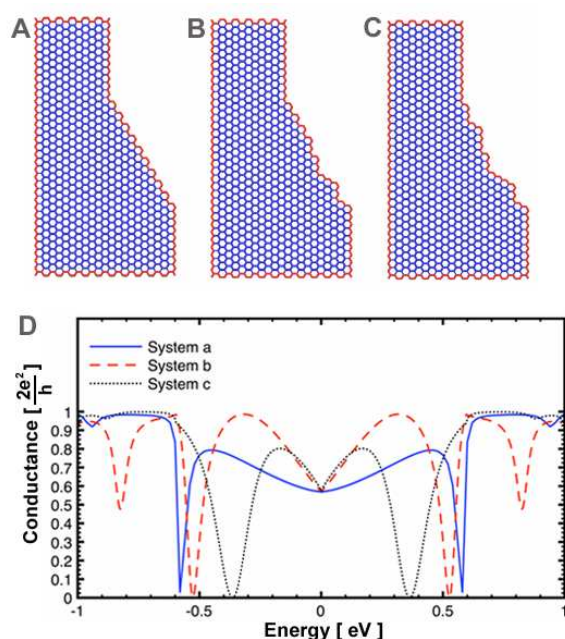 A B C
D
System a
System b
System c
Conductance [ 2e²/h ]
1
0.9
0.8
0.7
0.6
0.5
0.4
0.3
0.2
0.1
0
-1 -0.5 0 0.5 1
Energy [ eV ]